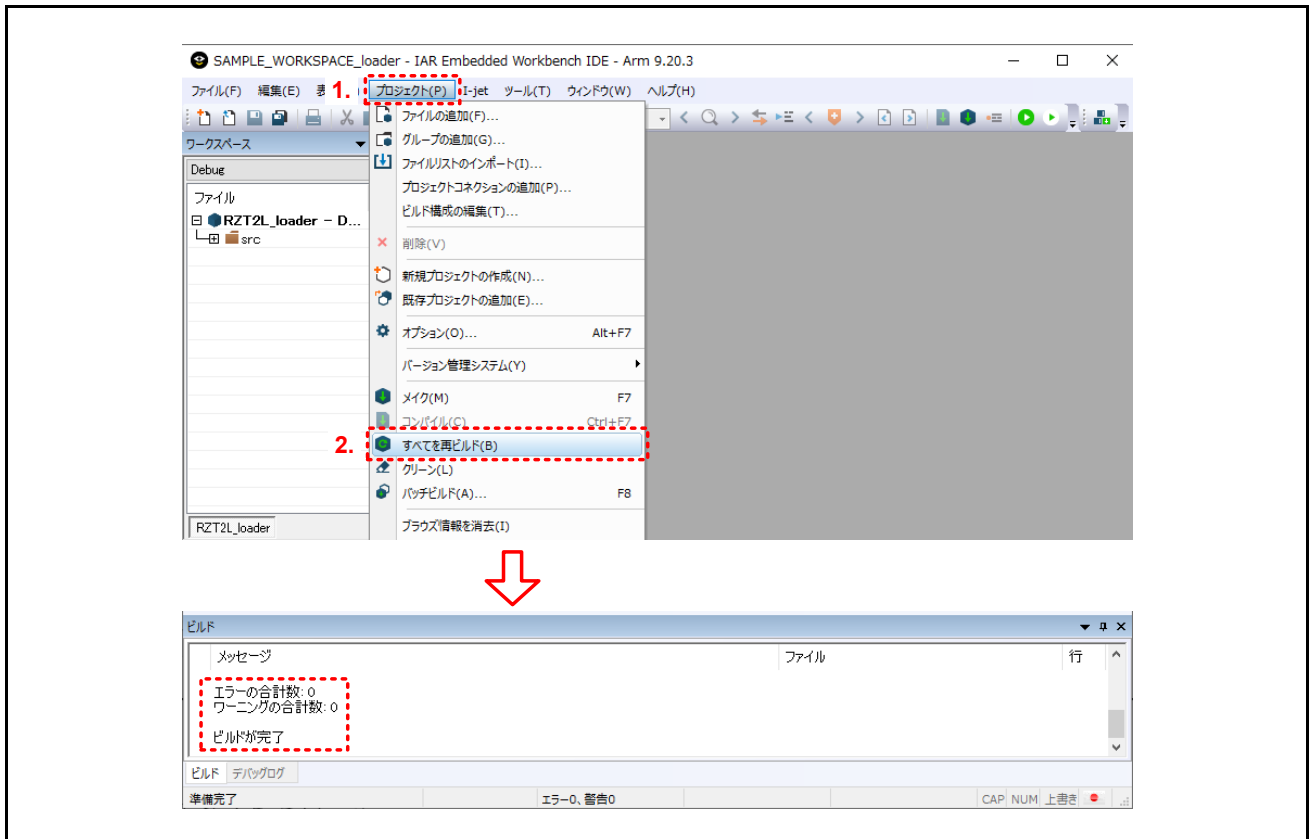 SAMPLE_WORKSPACE_loader - IAR Embedded Workbench IDE - Arm 9.20.3
ファイル(F) 編集(E) 表 1. プロジェクト(P) I-jet ツール(T) ウィンドウ(W) ヘルプ(H)
ワークスペース
Debug
ファイル
RZT2L_loader - D...
src
RZT2L_loader
ファイルの追加(F)...
グループの追加(G)...
ファイルリストのインポート(I)...
プロジェクトコネクションの追加(P)...
ビルド構成の編集(T)...
削除(V)
新規プロジェクトの作成(N)...
既存プロジェクトの追加(E)...
オプション(O)... Alt+F7
バージョン管理システム(Y)
メイク(M) F7
コンパイル(C) Ctrl+F7
2. すべてを再ビルド(B)
クリーン(L)
バッチビルド(A)... F8
ブラウズ情報を消去(I)
ビルド
メッセージ ファイル 行
エラーの合計数: 0
ワーニングの合計数: 0
ビルドが完了
ビルド デバッグログ
準備完了 エラー0、警告0 CAP NUM 上書き